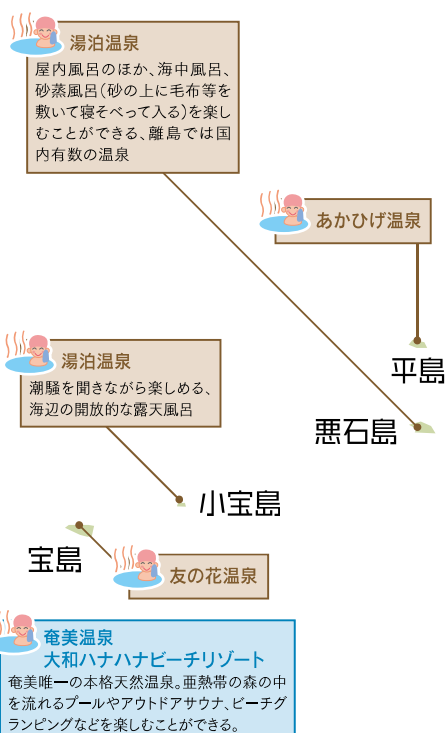 湯泊温泉
屋内風呂のほか、海中風呂、
砂蒸風呂(砂の上に毛布等を
敷いて寝そべって入る)を楽し
むことができる、離島では国
内有数の温泉
あかひげ温泉
平島
悪石島
湯泊温泉
潮騒を聞きながら楽しめる、
海辺の開放的な露天風呂
小宝島
宝島
友の花温泉
奄美温泉
大和ハナハナビーチリゾート
奄美唯一の本格天然温泉。亜熱帯の森の中
を流れるプールやアウトドアサウナ、ビーチグ
ランピングなどを楽しむことができる。